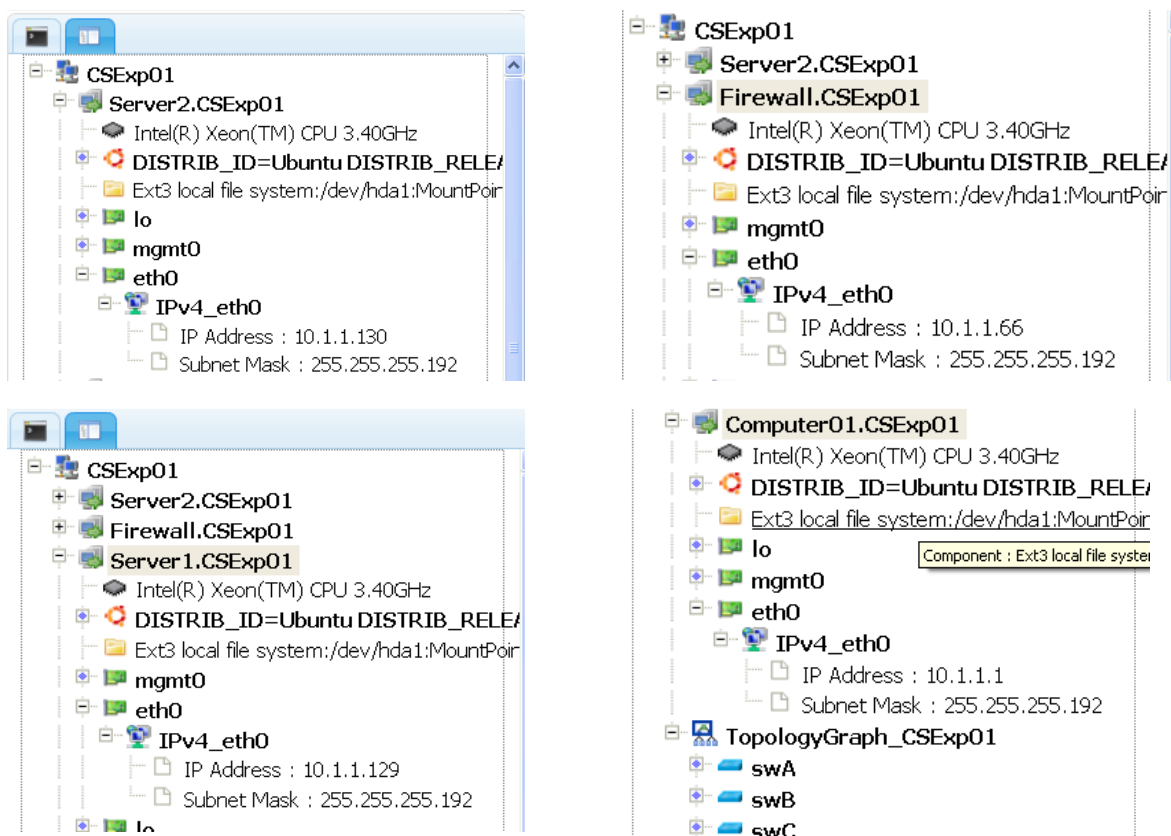 CSExp01
Server2.CSExp01
Intel(R) Xeon(TM) CPU 3.40GHz
DISTRIB_ID=Ubuntu DISTRIB_RELEA
Ext3 local file system:/dev/hda1:MountPoin
lo
mgmt0
eth0
IPv4_eth0
IP Address : 10.1.1.130
Subnet Mask : 255.255.255.192
CSExp01
Server2.CSExp01
Firewall.CSExp01
Intel(R) Xeon(TM) CPU 3.40GHz
DISTRIB_ID=Ubuntu DISTRIB_RELEA
Ext3 local file system:/dev/hda1:MountPoin
mgmt0
eth0
IPv4_eth0
IP Address : 10.1.1.66
Subnet Mask : 255.255.255.192
CSExp01
Server2.CSExp01
Firewall.CSExp01
Server1.CSExp01
Intel(R) Xeon(TM) CPU 3.40GHz
DISTRIB_ID=Ubuntu DISTRIB_RELEA
Ext3 local file system:/dev/hda1:MountPoin
mgmt0
eth0
IPv4_eth0
IP Address : 10.1.1.129
Subnet Mask : 255.255.255.192
lo
Computer01.CSExp01
Intel(R) Xeon(TM) CPU 3.40GHz
DISTRIB_ID=Ubuntu DISTRIB_RELE
Ext3 local file system:/dev/hda1:MountPoin
lo
Component : Ext3 local file syste
mgmt0
eth0
IPv4_eth0
IP Address : 10.1.1.1
Subnet Mask : 255.255.255.192
TopologyGraph_CSExp01
swA
swB
swC